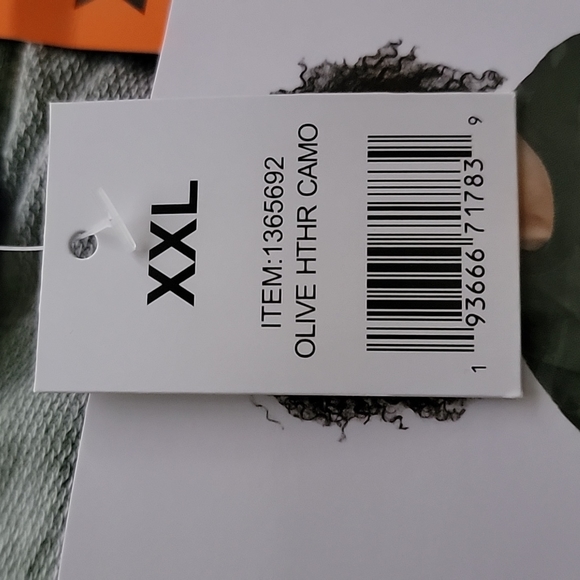 XXL
ITEM:1365692
OLIVE HTHR CAMO
1 93666 71783 9